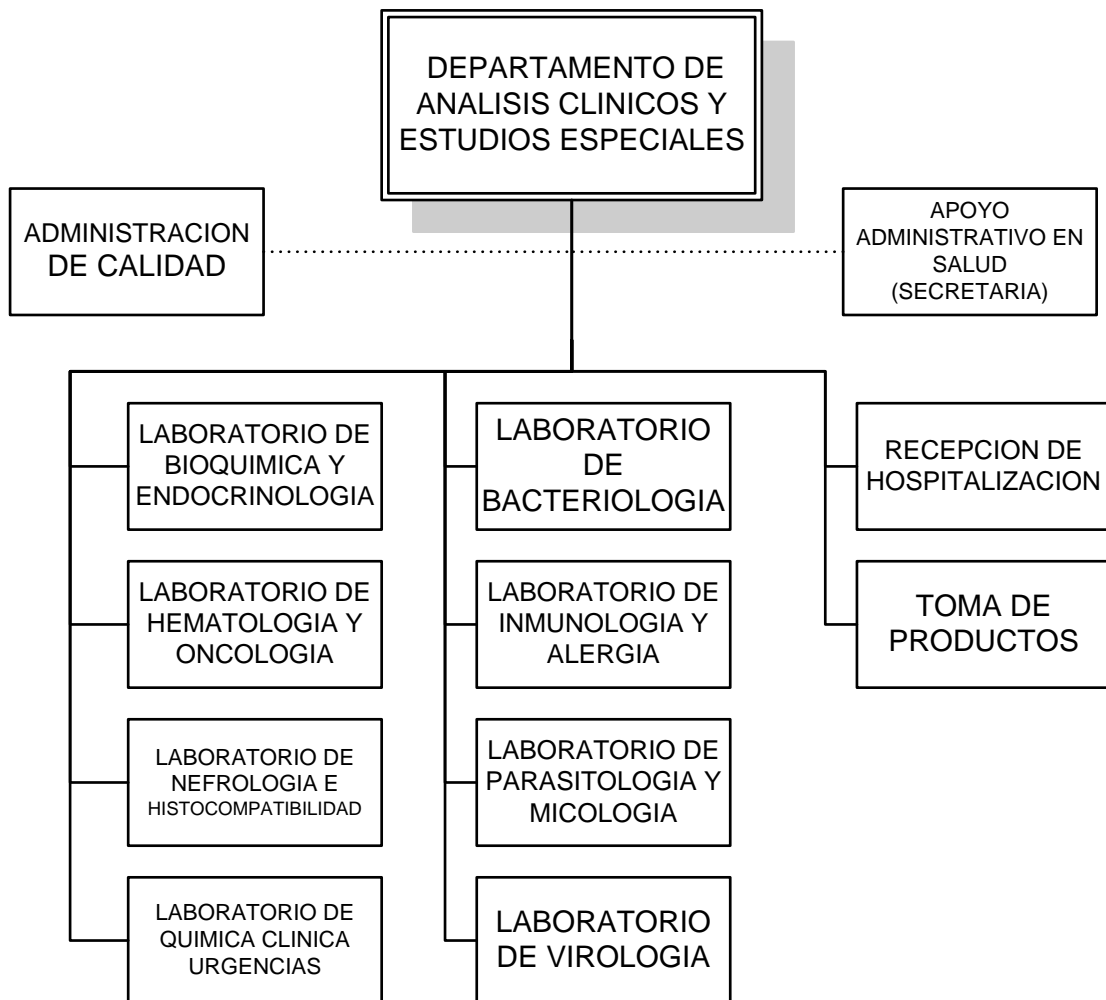 DEPARTAMENTO DE
ANALISIS CLINICOS Y
ESTUDIOS ESPECIALES
ADMINISTRACION
DE CALIDAD
APOYO
ADMINISTRATIVO EN
SALUD
(SECRETARIA)
LABORATORIO DE
BIOQUIMICA Y
ENDOCRINOLOGIA
LABORATORIO
DE
BACTERIOLOGIA
RECEPCION DE
HOSPITALIZACION
LABORATORIO DE
HEMATOLOGIA Y
ONCOLOGIA
LABORATORIO DE
INMUNOLOGIA Y
ALERGIA
TOMA DE
PRODUCTOS
LABORATORIO DE
NEFROLOGIA E
HISTOCOMPATIBILIDAD
LABORATORIO DE
PARASITOLOGIA Y
MICOLOGIA
LABORATORIO DE
QUIMICA CLINICA
URGENCIAS
LABORATORIO
DE VIROLOGIA